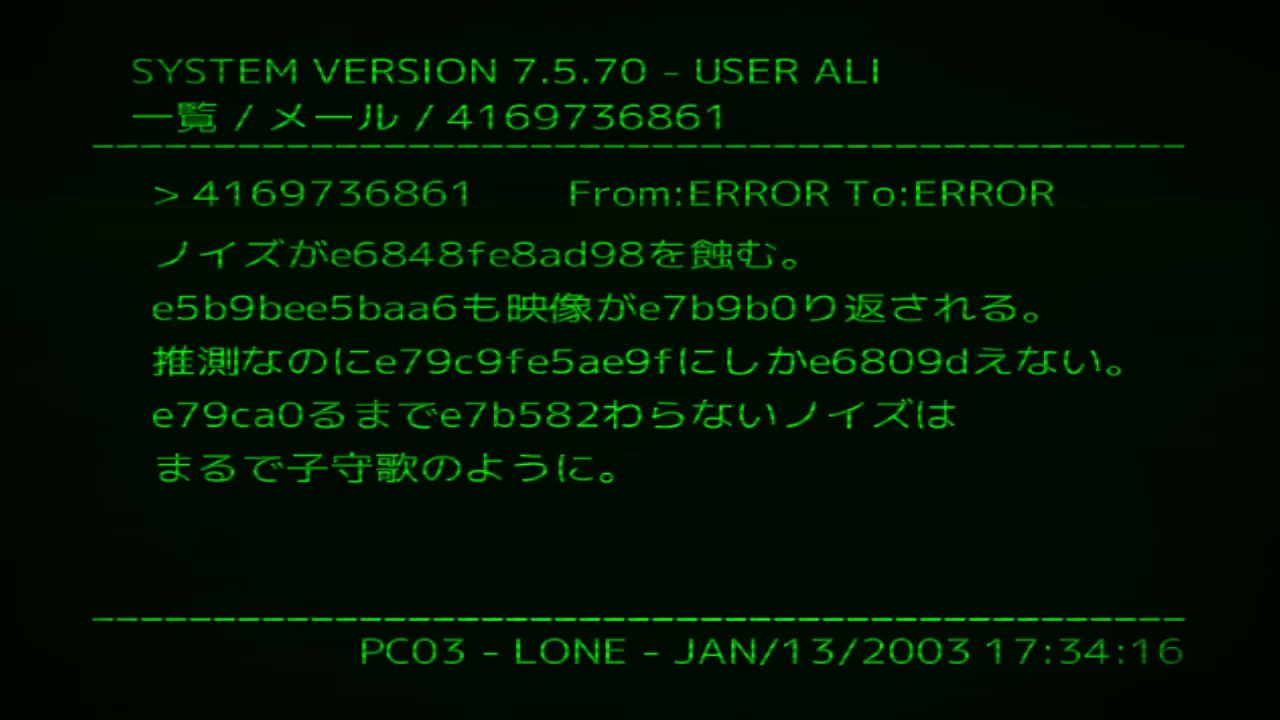 SYSTEM VERSION 7.5.70 - USER ALI
一覧 / メール / 4169736861
> 4169736861 From:ERROR To:ERROR
ノイズがe6848fe8ad98を蝕む。
e5b9bee5baa6も映像がe7b9b0り返される。
推測なのにe79c9fe5ae9fにしかe6809dえない。
e79ca0るまでe7b582わらないノイズは
まるで子守歌のように。
PC03 - LONE - JAN/13/2003 17:34:16